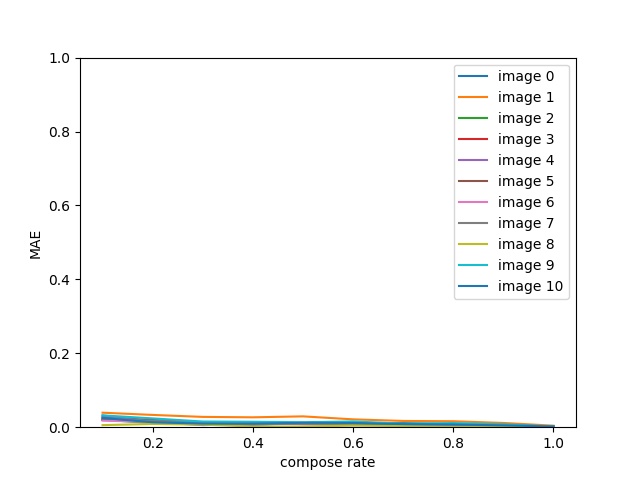 1.0
0.8
0.6
0.4
0.2
0.0
MAE
image 0
image 1
image 2
image 3
image 4
image 5
image 6
image 7
image 8
image 9
image 10
0.2 0.4 0.6 0.8 1.0
compose rate